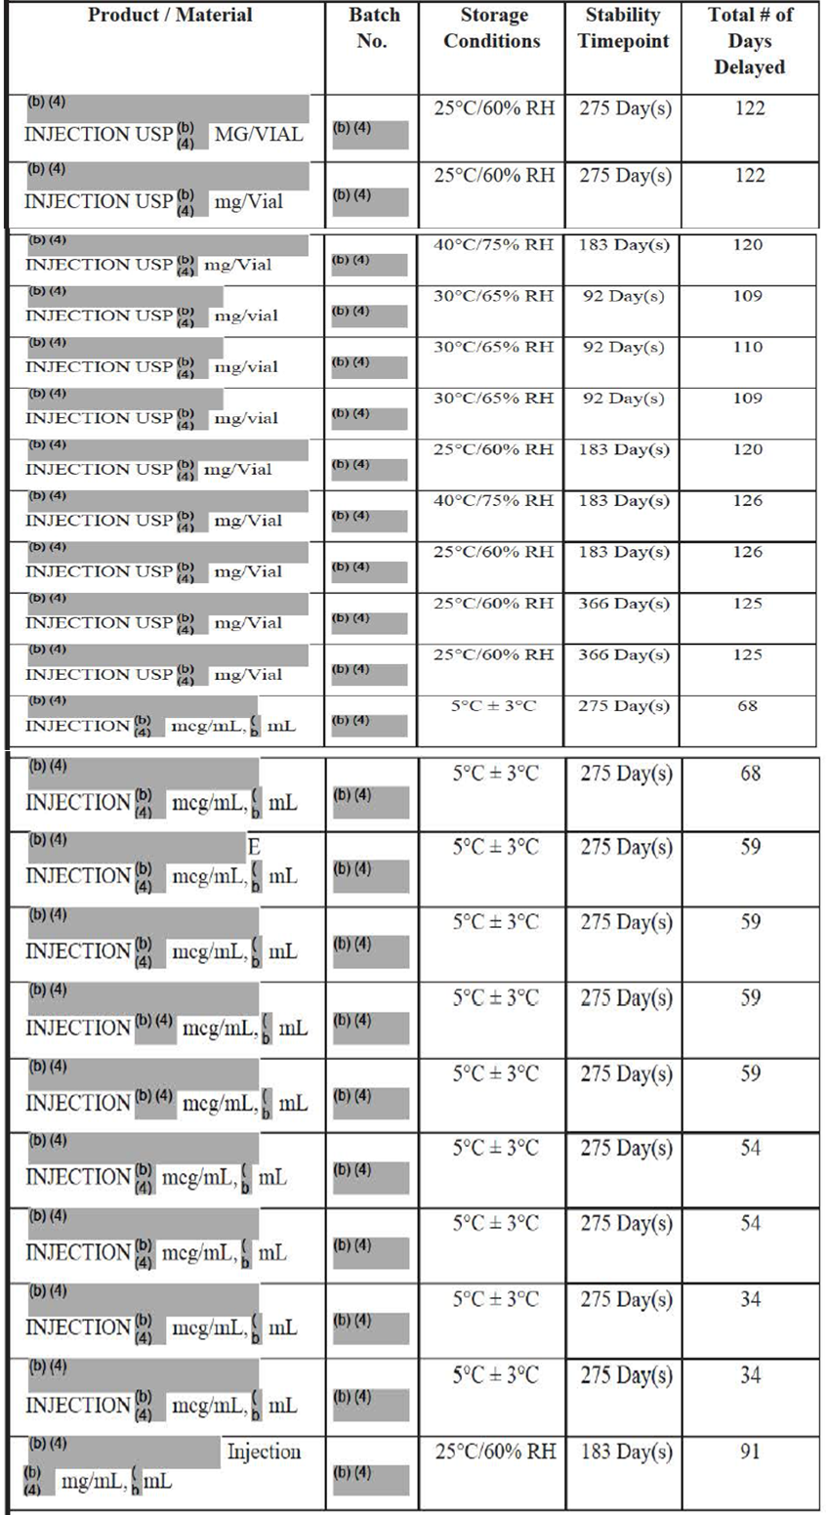 Product / Material Batch No. Storage Conditions Stability Timepoint Total # of Days Delayed
(b) (4)
INJECTION USP (b) (4) MG/VIAL (b) (4) 25°C/60% RH 275 Day(s) 122
(b) (4)
INJECTION USP (b) (4) mg/Vial (b) (4) 25°C/60% RH 275 Day(s) 122
(b) (4)
INJECTION USP (b) (4) mg/Vial (b) (4) 40°C/75% RH 183 Day(s) 120
(b) (4)
INJECTION USP (b) (4) mg/vial (b) (4) 30°C/65% RH 92 Day(s) 109
(b) (4)
INJECTION USP (b) (4) mg/vial (b) (4) 30°C/65% RH 92 Day(s) 110
(b) (4)
INJECTION USP (b) (4) mg/vial (b) (4) 30°C/65% RH 92 Day(s) 109
(b) (4)
INJECTION USP (b) (4) mg/Vial (b) (4) 25°C/60% RH 183 Day(s) 120
(b) (4)
INJECTION USP (b) (4) mg/Vial (b) (4) 40°C/75% RH 183 Day(s) 126
(b) (4)
INJECTION USP (b) (4) mg/Vial (b) (4) 25°C/60% RH 183 Day(s) 126
(b) (4)
INJECTION USP (b) (4) mg/Vial (b) (4) 25°C/60% RH 366 Day(s) 125
(b) (4)
INJECTION USP (b) (4) mg/Vial (b) (4) 25°C/60% RH 366 Day(s) 125
(b) (4)
INJECTION (b) (4) mcg/mL, ( b mL (b) (4) 5°C ± 3°C 275 Day(s) 68
(b) (4)
INJECTION (b) (4) mcg/mL, ( b mL (b) (4) 5°C ± 3°C 275 Day(s) 68
(b) (4) E
INJECTION (b) (4) mcg/mL, ( b mL (b) (4) 5°C ± 3°C 275 Day(s) 59
(b) (4)
INJECTION (b) (4) mcg/mL, ( b mL (b) (4) 5°C ± 3°C 275 Day(s) 59
(b) (4)
INJECTION (b) (4) mcg/mL, ( b mL (b) (4) 5°C ± 3°C 275 Day(s) 59
(b) (4)
INJECTION (b) (4) mcg/mL, ( b mL (b) (4) 5°C ± 3°C 275 Day(s) 59
(b) (4)
INJECTION (b) (4) mcg/mL, ( b mL (b) (4) 5°C ± 3°C 275 Day(s) 54
(b) (4)
INJECTION (b) (4) mcg/mL, ( b mL (b) (4) 5°C ± 3°C 275 Day(s) 54
(b) (4)
INJECTION (b) (4) mcg/mL, ( b mL (b) (4) 5°C ± 3°C 275 Day(s) 34
(b) (4)
INJECTION (b) (4) mcg/mL, ( b mL (b) (4) 5°C ± 3°C 275 Day(s) 34
(b) (4) Injection
(b) (4) mg/mL, ( b mL (b) (4) 25°C/60% RH 183 Day(s) 91